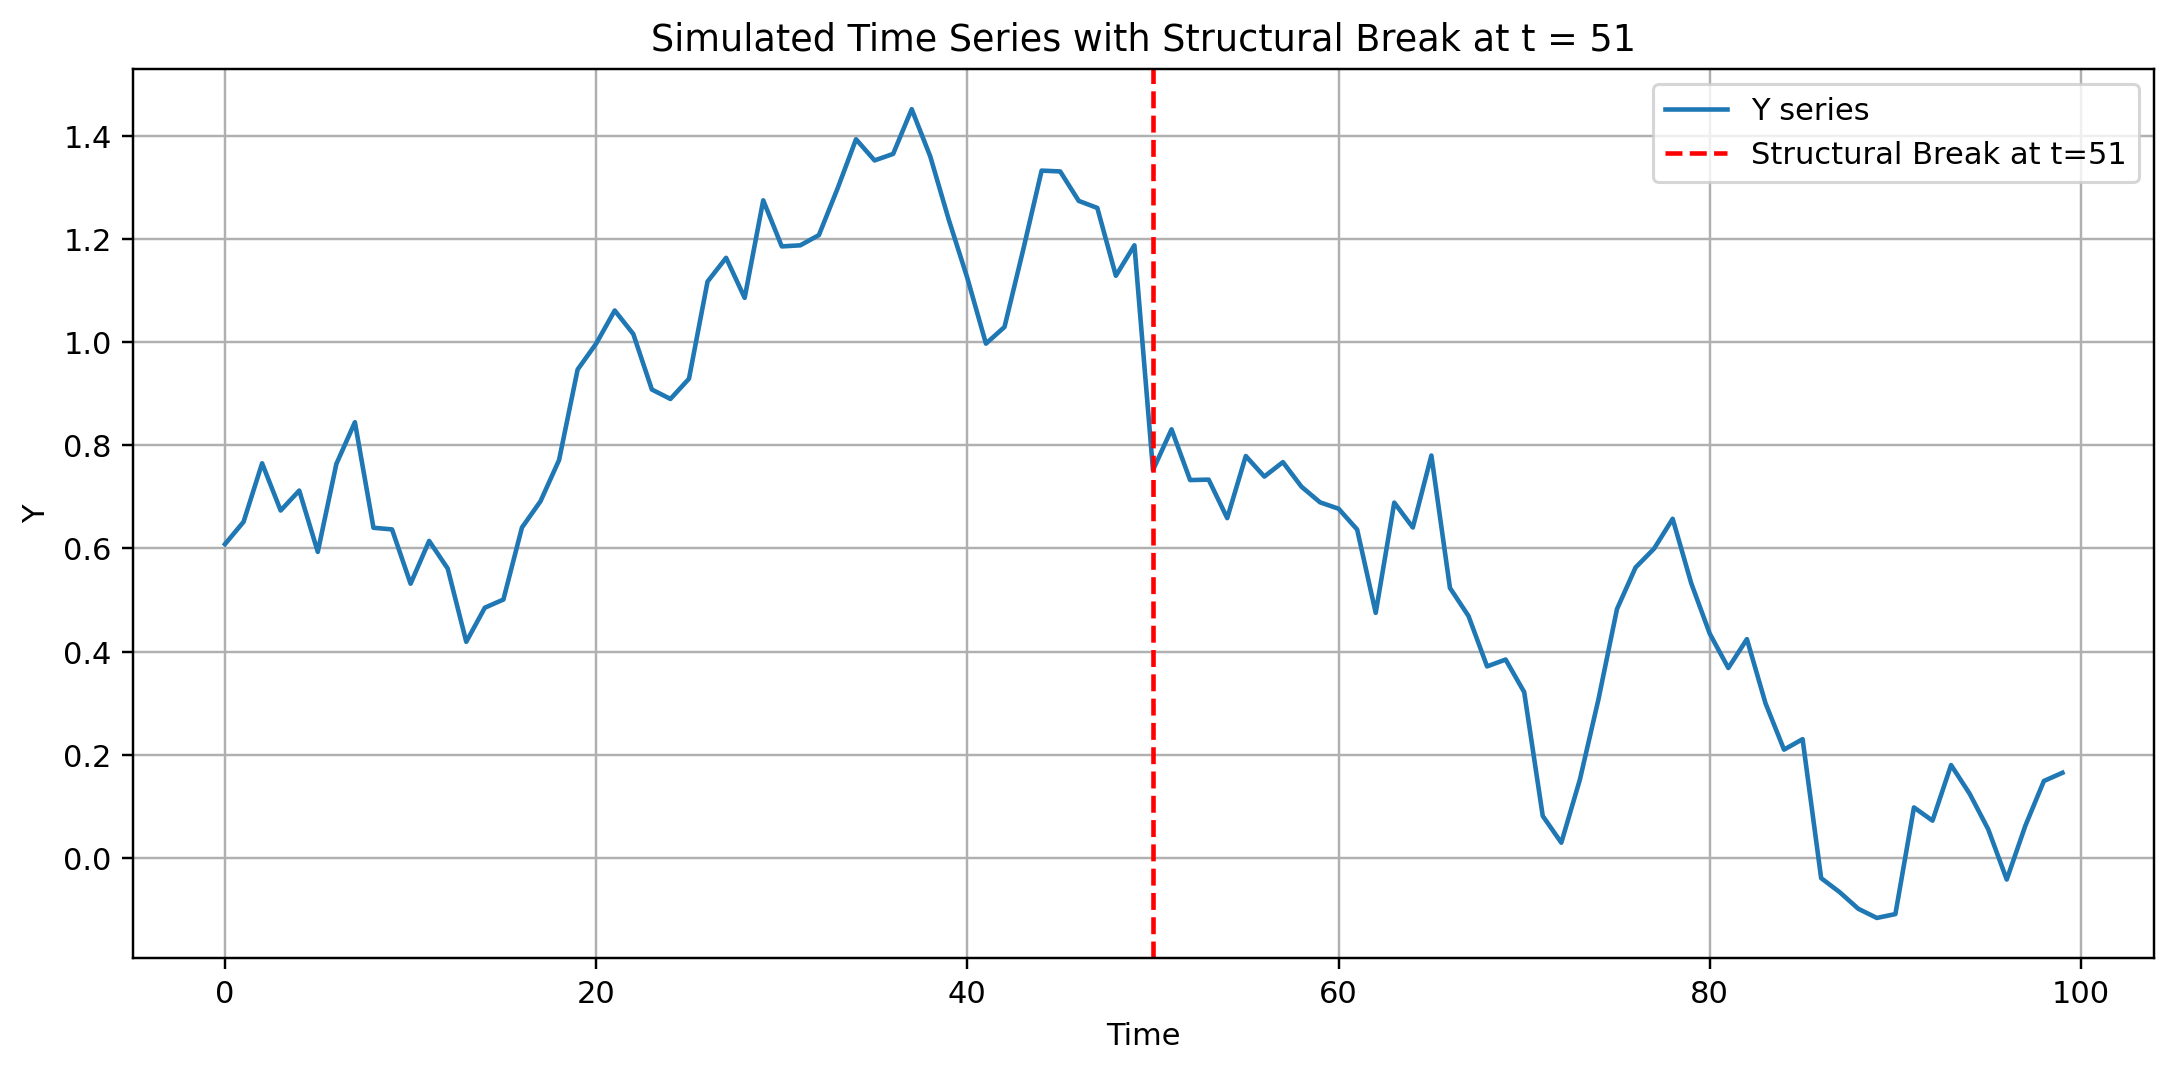 Simulated Time Series with Structural Break at t = 51
Y series
Structural Break at t=51
Y
1.4
1.2
1.0
0.8
0.6
0.4
0.2
0.0
0 20 40 60 80 100
Time